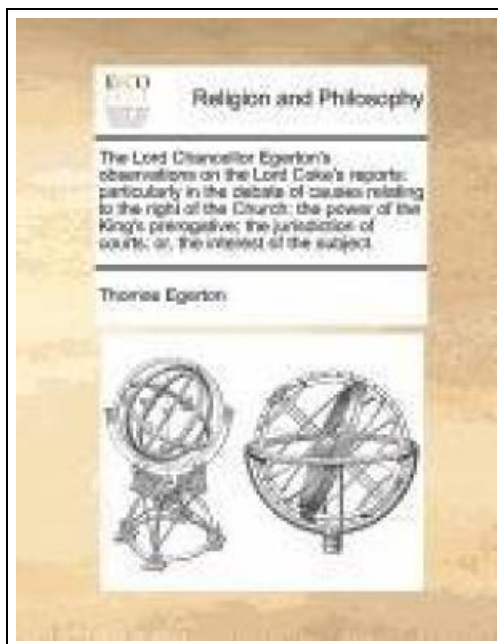 ECCO
Religion and Philosophy
The Lord Chancellor Egerton's
observations on the Lord Coke's reports:
particularly in the debate of causes relating
to the right of the Church; the power of the
King's prerogative; the jurisdiction of
courts; or, the interest of the subject
Thomas Egerton